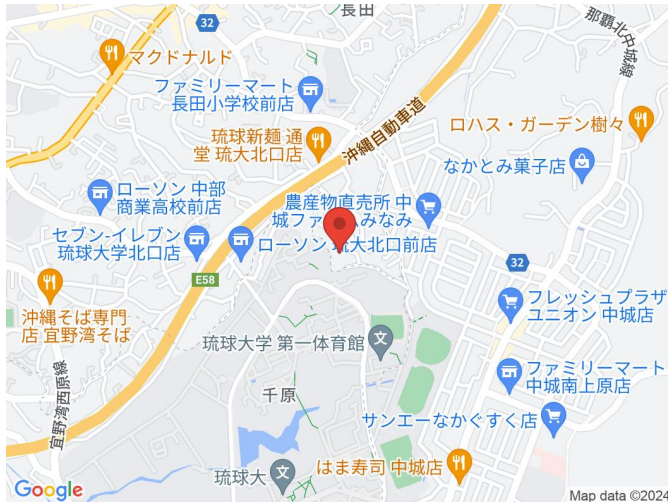 長田
32
マクドナルド
那覇北中城線
ファミリーマート
長田小学校前店
沖縄自動車道
ロハス・ガーデン樹々
琉球新麺 通
堂 琉大北口店
なかとみ菓子店
ローソン 中部
商業高校前店
農産物直売所 中
城ファームみなみ
セブン-イレブン
琉球大学北口店
ローソン 琉大北口前店
32
E58
フレッシュプラザ
ユニオン 中城店
沖縄そば専門
店 宜野湾そば
琉球大学 第一体育館
ファミリーマート
中城南上原店
千原
宜野湾西原線
サンエーなかぐすく店
はま寿司 中城店
琉球大
Google
Map data ©2024